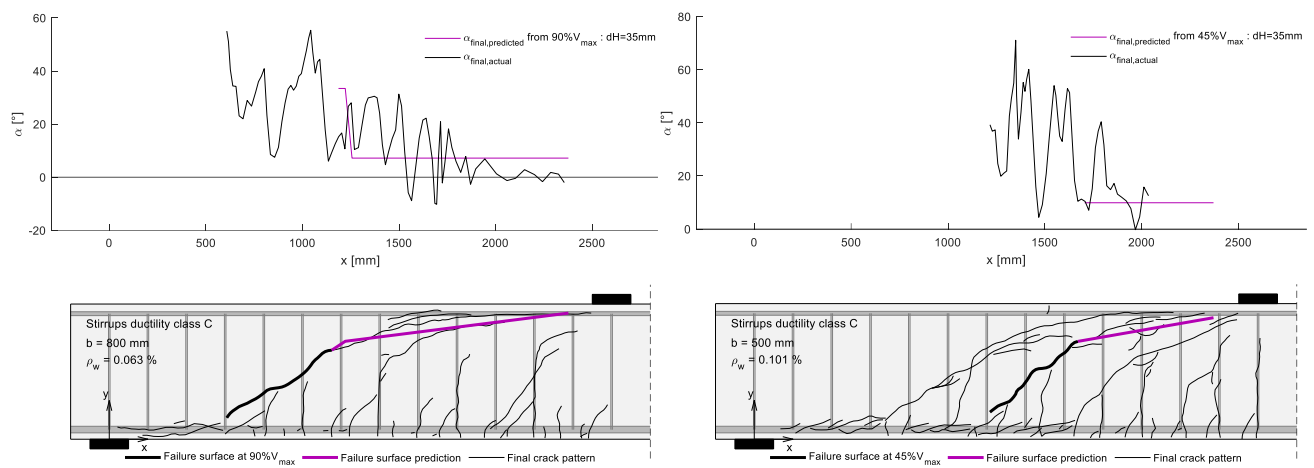 60
40
20
0
-20
α [°]
0
500
1000
1500
2000
2500
x [mm]
α_final,predicted from 90%V_max : dH=35mm
α_final,actual
80
60
40
20
0
α [°]
0
500
1000
1500
2000
2500
x [mm]
α_final,predicted from 45%V_max : dH=35mm
α_final,actual
Stirrups ductility class C
b = 800 mm
ρ_w = 0.063 %
y
x
Failure surface at 90%V_max
Failure surface prediction
Final crack pattern
Stirrups ductility class C
b = 500 mm
ρ_w = 0.101 %
y
x
Failure surface at 45%V_max
Failure surface prediction
Final crack pattern